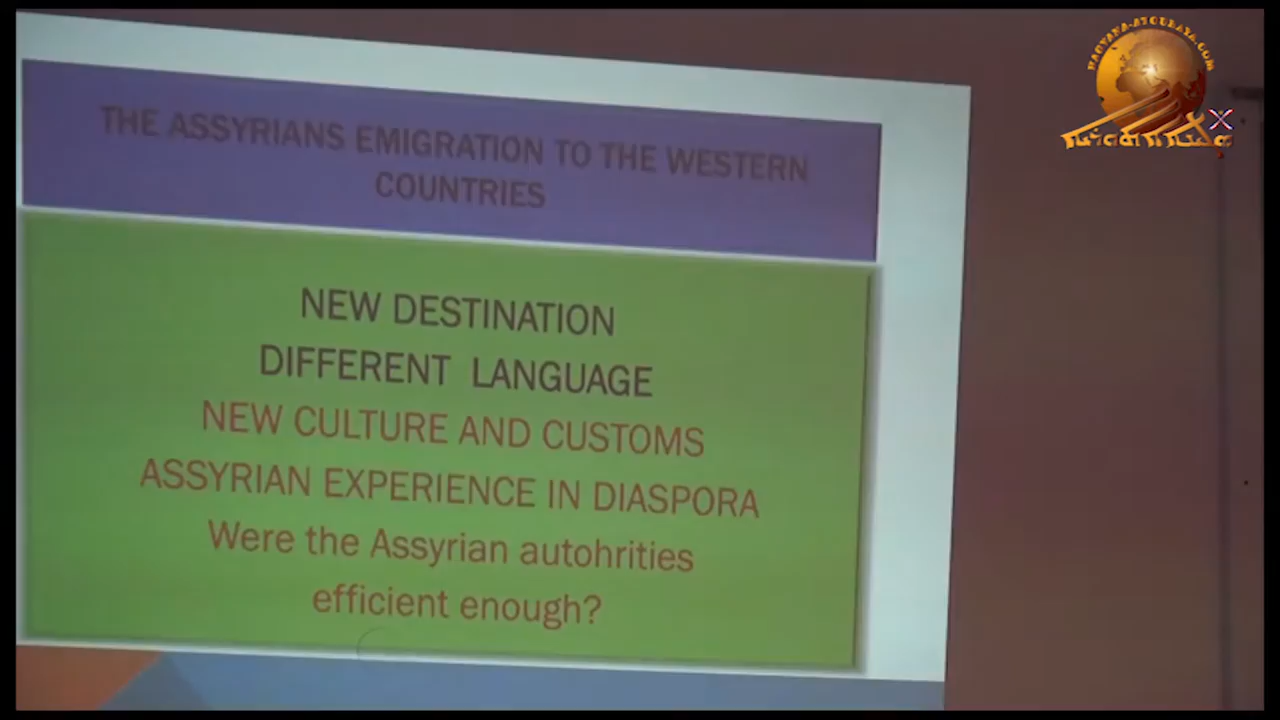 THE ASSYRIANS EMIGRATION TO THE WESTERN
COUNTRIES
NEW DESTINATION
DIFFERENT LANGUAGE
NEW CULTURE AND CUSTOMS
ASSYRIAN EXPERIENCE IN DIASPORA
Were the Assyrian autohrities
efficient enough?